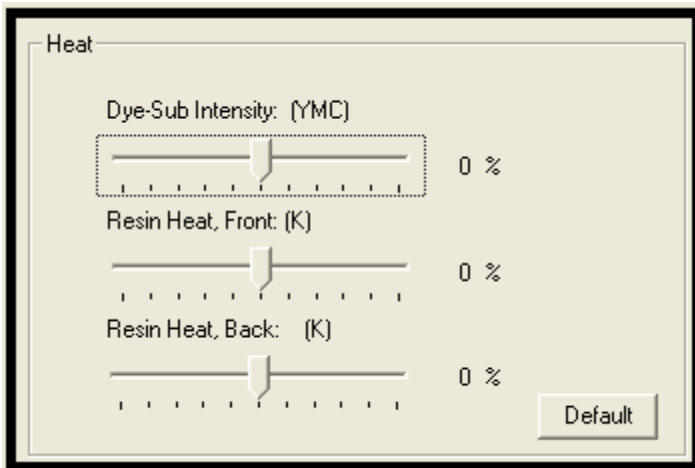 Heat
Dye-Sub Intensity: (YMC)
0 %
Resin Heat, Front: (K)
0 %
Resin Heat, Back: (K)
0 %
Default